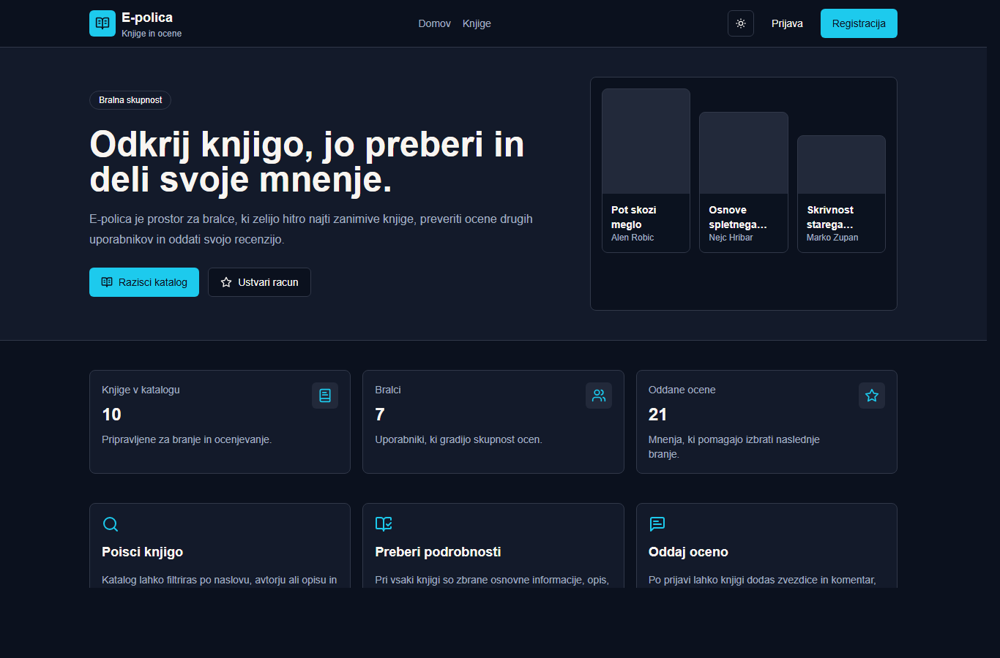 E-polica
Knjige in ocene
Domov
Knjige
Prijava
Registracija
Bralna skupnost
Odkrij knjigo, jo preberi in
deli svoje mnenje.
E-polica je prostor za bralce, ki zelijo hitro najti zanimive knjige, preveriti ocene drugih
uporabnikov in oddati svojo recenzijo.
Razisci katalog
Ustvari racun
Pot skozi
meglo
Alen Robic
Osnove
spletnega…
Nejc Hribar
Skrivnost
starega…
Marko Zupan
Knjige v katalogu
10
Pripravljene za branje in ocenjevanje.
Bralci
7
Uporabniki, ki gradijo skupnost ocen.
Oddane ocene
21
Mnenja, ki pomagajo izbrati naslednje
branje.
Poisci knjigo
Katalog lahko filtriras po naslovu, avtorju ali opisu in
Preberi podrobnosti
Pri vsaki knjigi so zbrane osnovne informacije, opis,
Oddaj oceno
Po prijavi lahko knjigi dodas zvezdice in komentar,